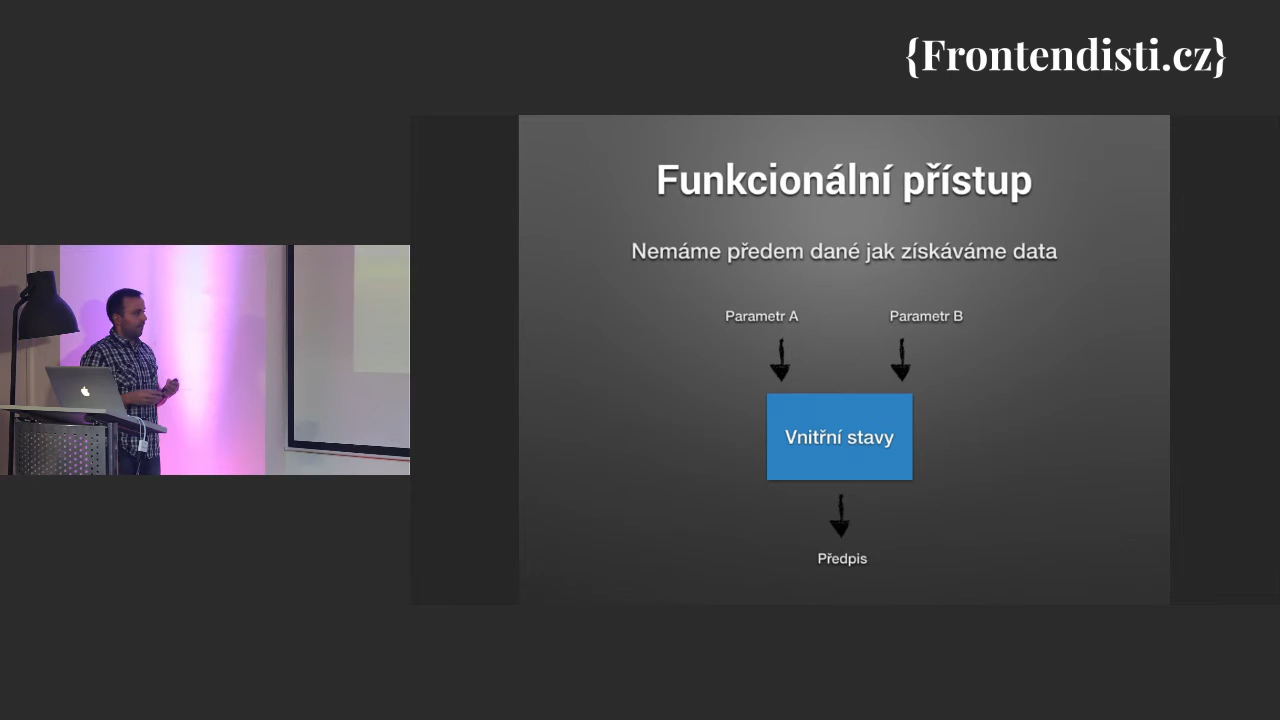 {Frontendisti.cz}
Funkcionální přístup
Nemáme předem dané jak získáváme data
Parametr A
Parametr B
Vnitřní stavy
Předpis